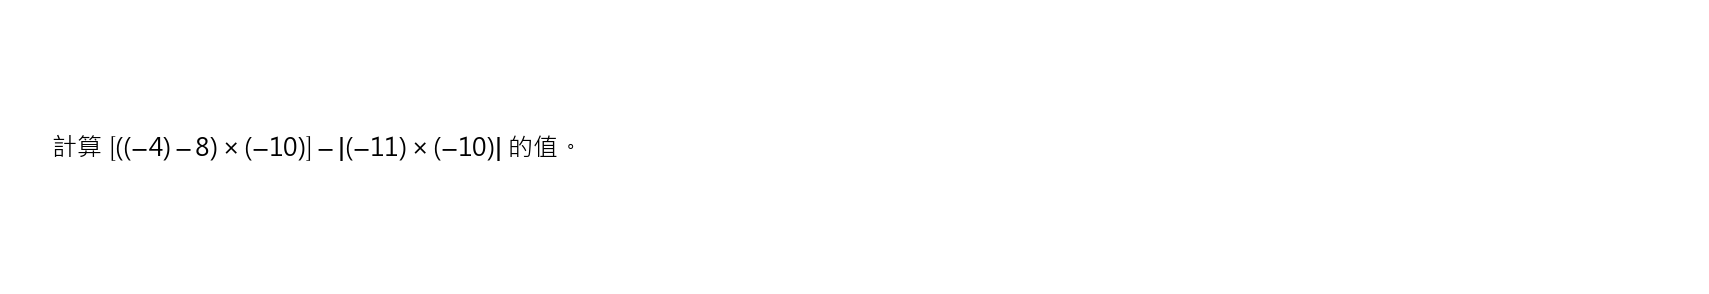 計算 [((−4) − 8) × (−10)] − |(−11) × (−10)| 的值。